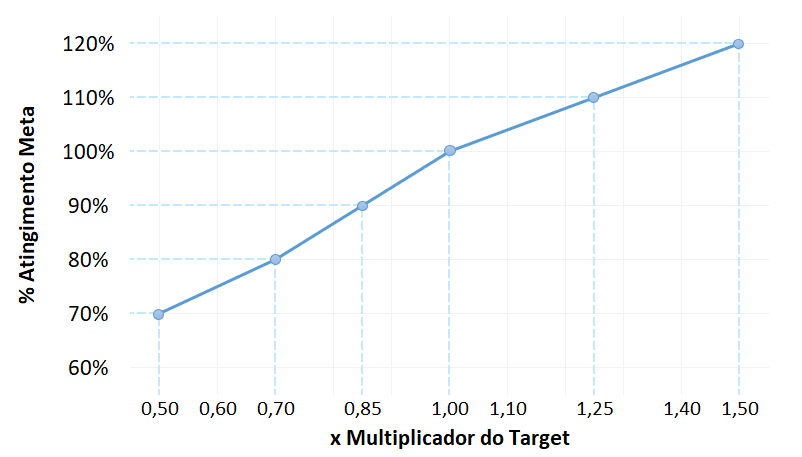 120%
110%
100%
90%
80%
70%
60%
% Atingimento Meta
0,50 0,60 0,70 0,85 1,00 1,10 1,25 1,40 1,50
x Multiplicador do Target